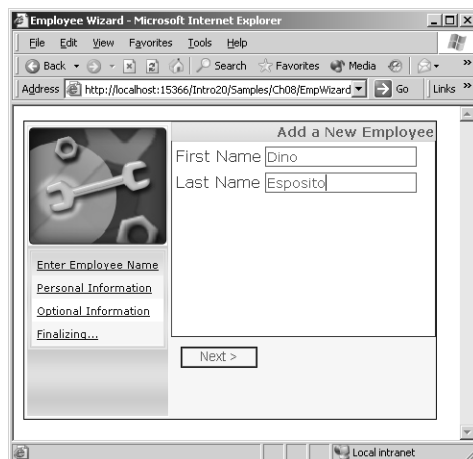 Employee Wizard - Microsoft Internet Explorer
File Edit View Favorites Tools Help
Back Search Favorites Media »
Address http://localhost:15366/Intro20/Samples/Ch08/EmpWizard Go Links »
Add a New Employee
First Name Dino
Last Name Esposito
Enter Employee Name
Personal Information
Optional Information
Finalizing...
Next >
Local intranet